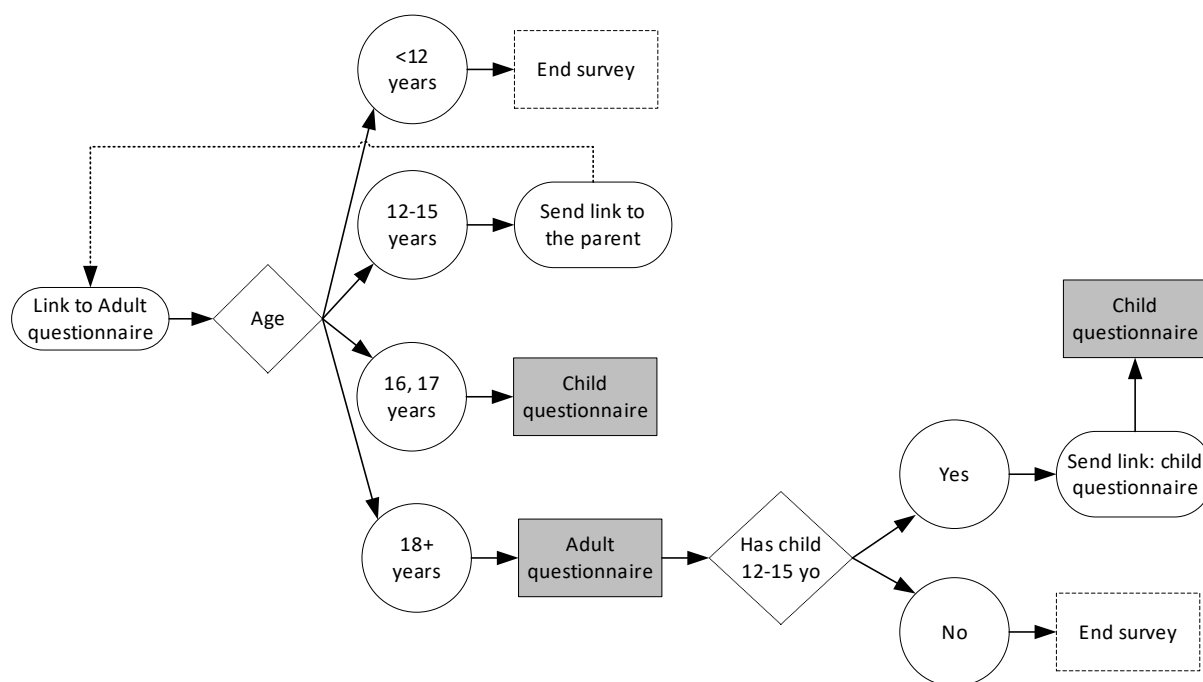 <12
years
End survey
12-15
years
Send link to
the parent
Link to Adult
questionnaire
Age
16, 17
years
Child
questionnaire
18+
years
Adult
questionnaire
Has child
12-15 yo
Yes
Send link: child
questionnaire
Child
questionnaire
No
End survey